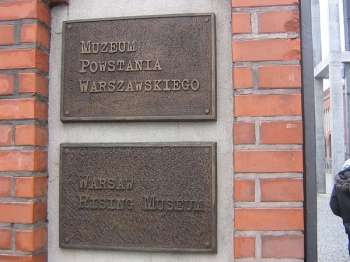 MUZEUM
POWSTANIA
WARSZAWSKIEGO
WARSAW
RISING MUSEUM